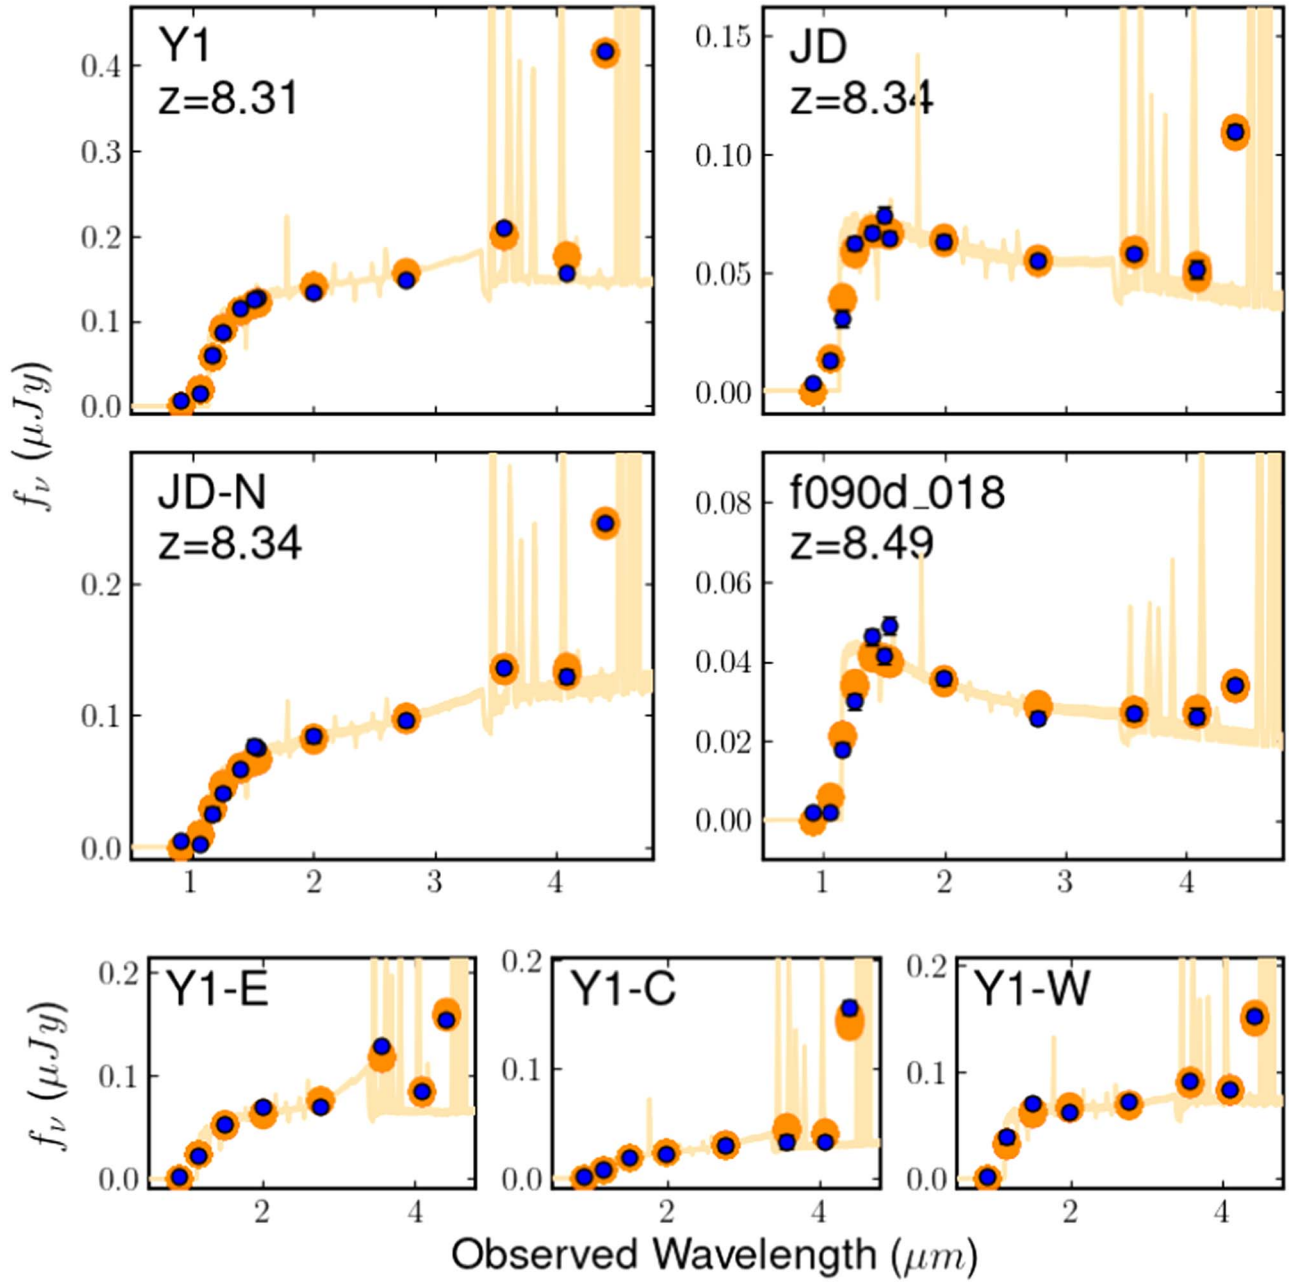 Y1
z=8.31
0.4
0.3
0.2
0.1
0.0
JD
z=8.34
0.15
0.10
0.05
0.00
f_ν (μJy)
JD-N
z=8.34
0.2
0.1
0.0
1 2 3 4
f090d_018
z=8.49
0.08
0.06
0.04
0.02
0.00
1 2 3 4
f_ν (μJy)
Y1-E
0.2
0.1
0.0
2 4
Y1-C
0.2
0.1
0.0
2 4
Y1-W
0.2
0.1
0.0
2 4
Observed Wavelength (μm)